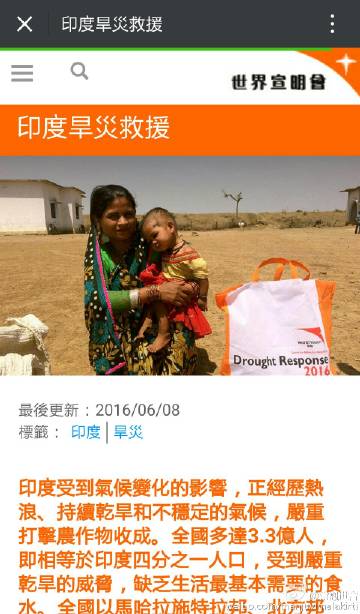 印度旱災救援
世界宣明會
印度旱災救援
Drought Response
2016
最後更新：2016/06/08
標籤： 印度 旱災
印度受到氣候變化的影響，正經歷熱
浪、持續乾旱和不穩定的氣候，嚴重
打擊農作物收成。全國多達3.3億人，
即相等於印度四分之一人口，受到嚴重
乾旱的威脅，缺乏生活最基本需要的食
水。全國以馬哈拉施特拉邦、北